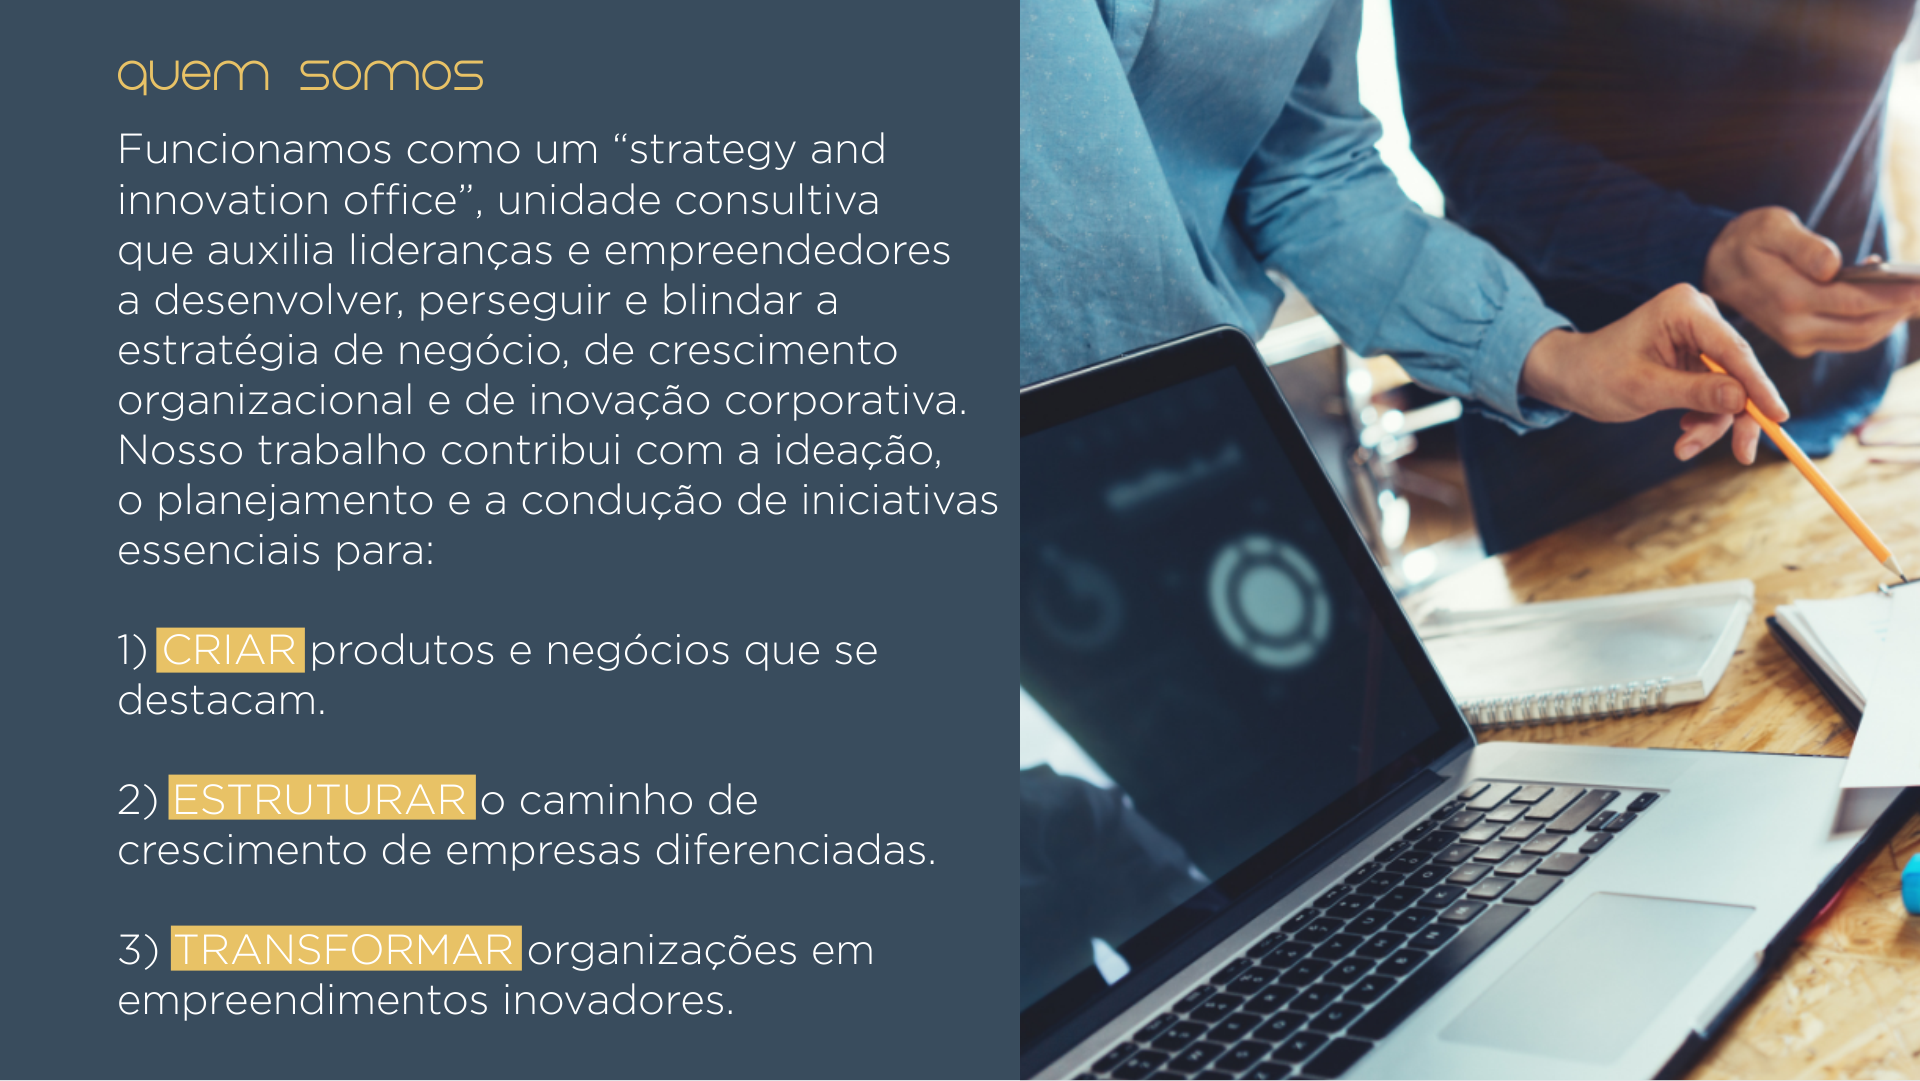 quem somos
Funcionamos como um “strategy and
innovation office”, unidade consultiva
que auxilia lideranças e empreendedores
a desenvolver, perseguir e blindar a
estratégia de negócio, de crescimento
organizacional e de inovação corporativa.
Nosso trabalho contribui com a ideação,
o planejamento e a condução de iniciativas
essenciais para:
1) CRIAR produtos e negócios que se
destacam.
2) ESTRUTURAR o caminho de
crescimento de empresas diferenciadas.
3) TRANSFORMAR organizações em
empreendimentos inovadores.